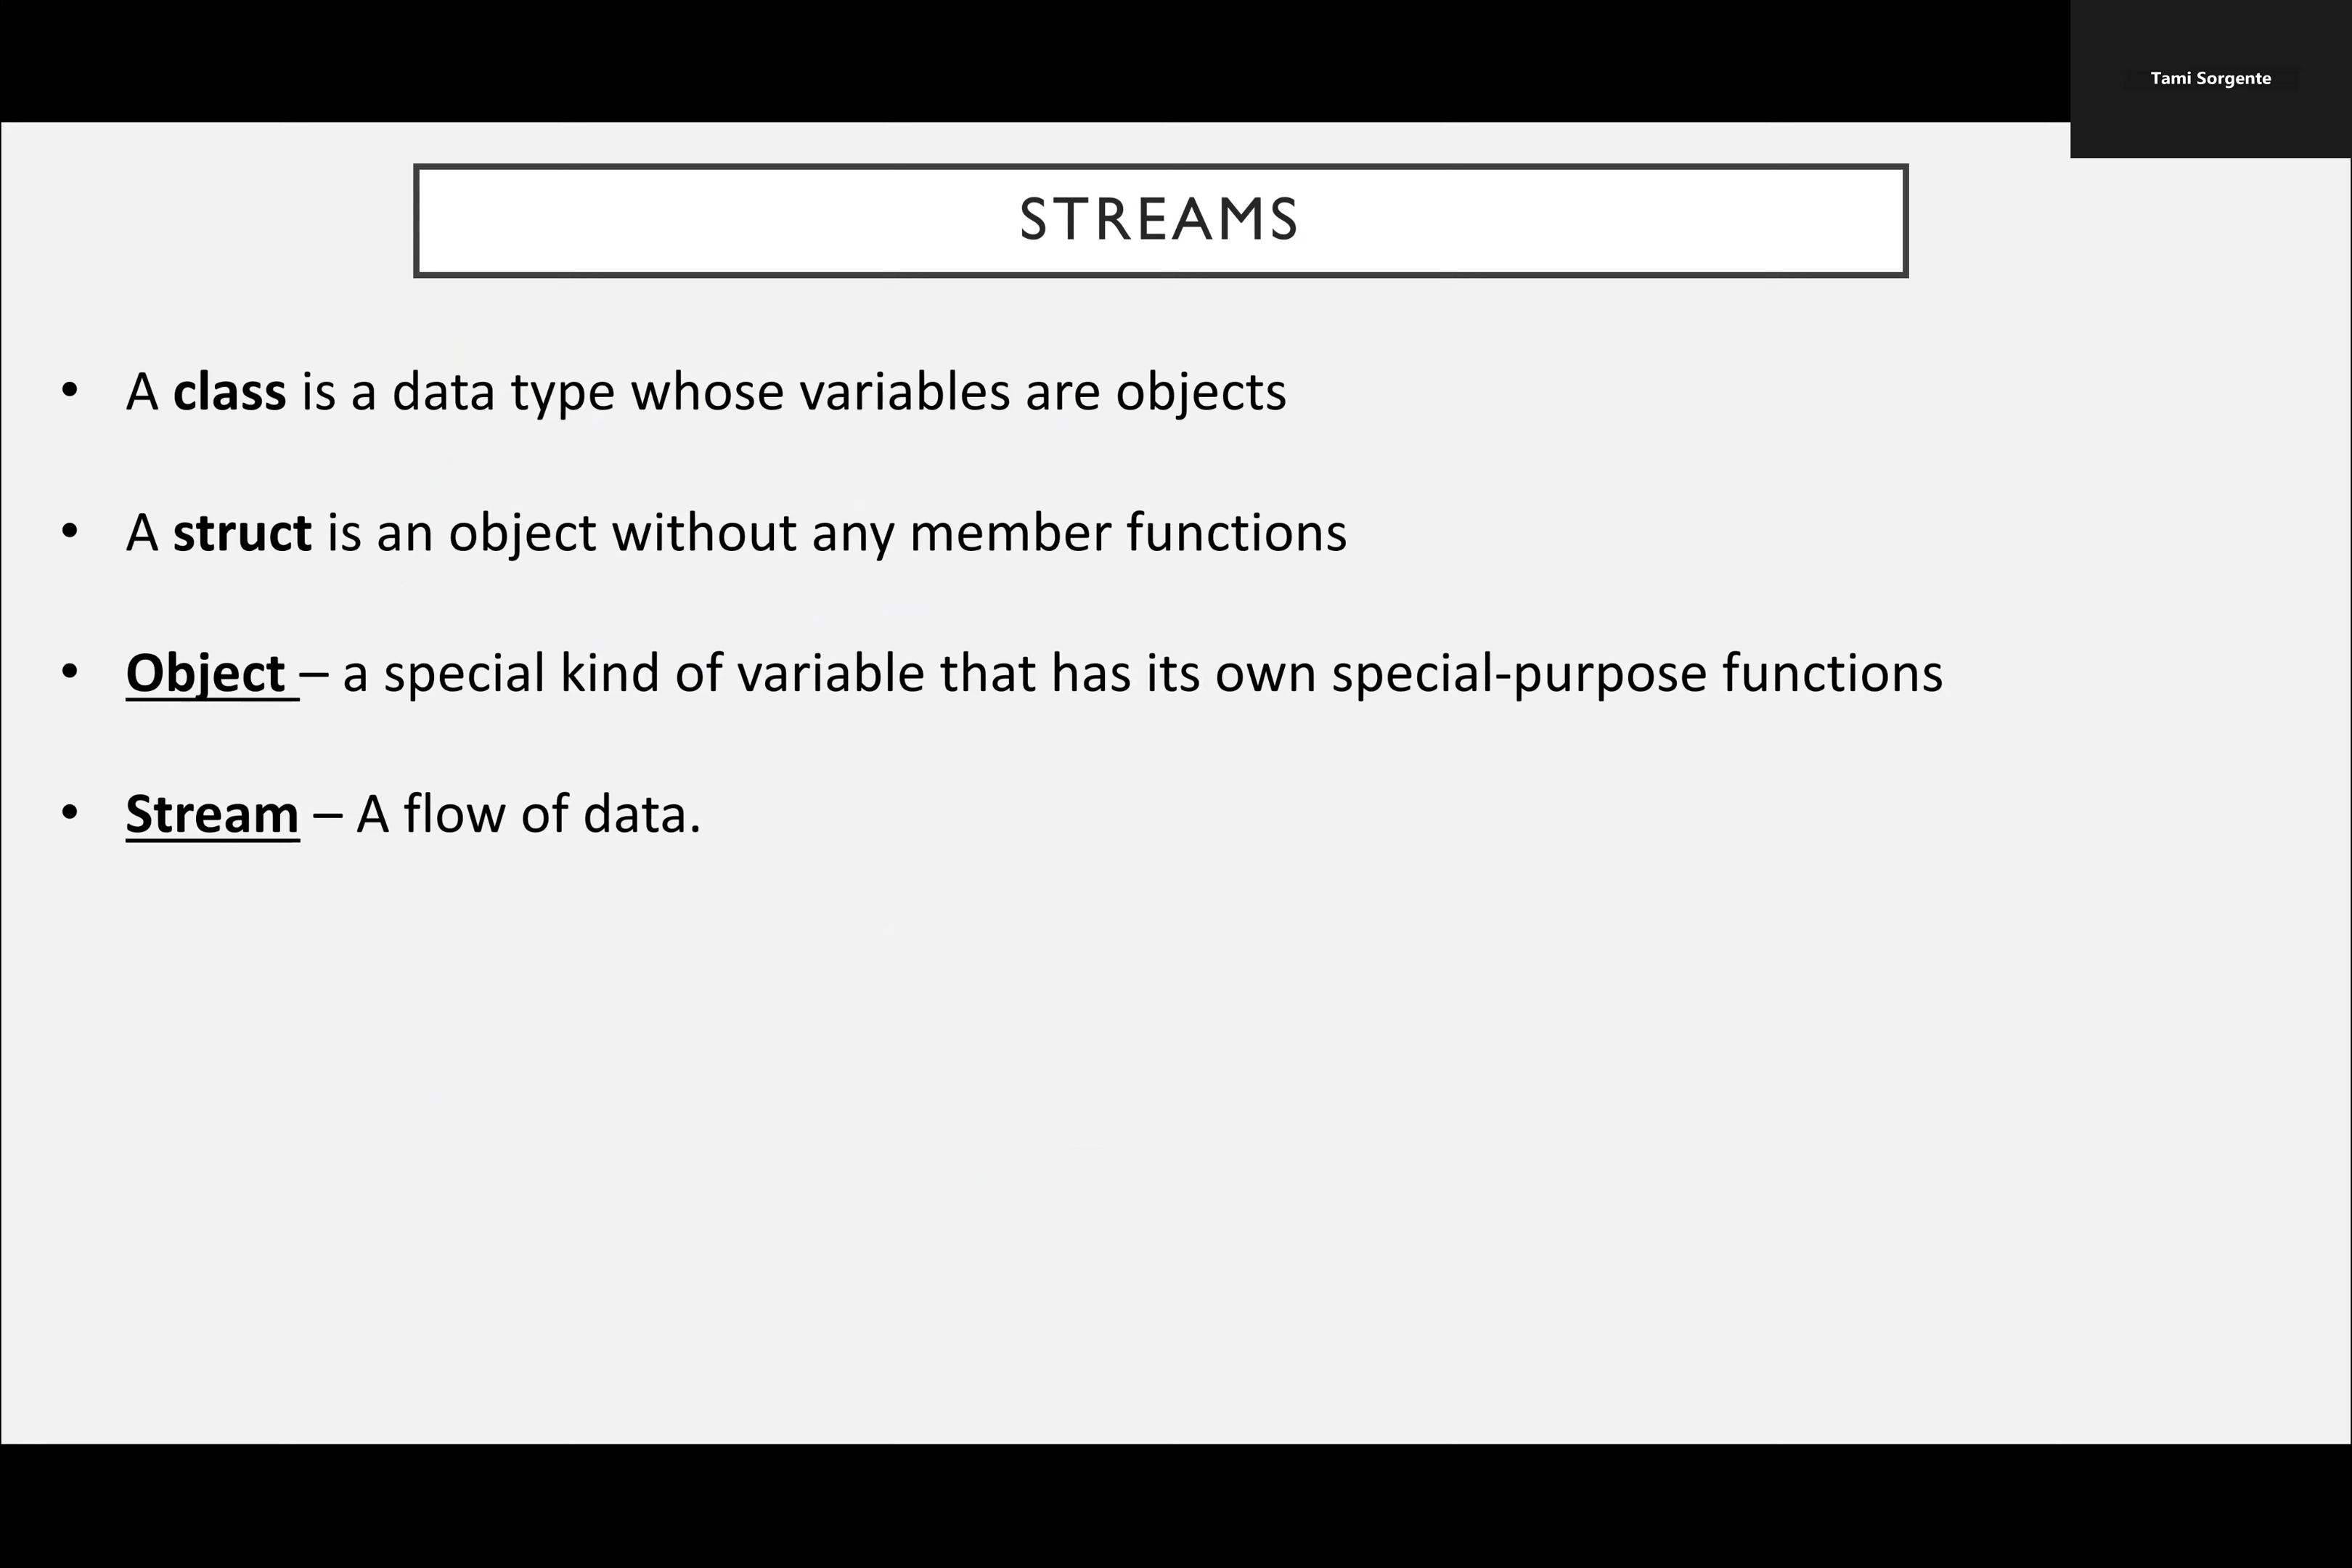 Tami Sorgente
STREAMS
• A class is a data type whose variables are objects
• A struct is an object without any member functions
• Object – a special kind of variable that has its own special-purpose functions
• Stream – A flow of data.